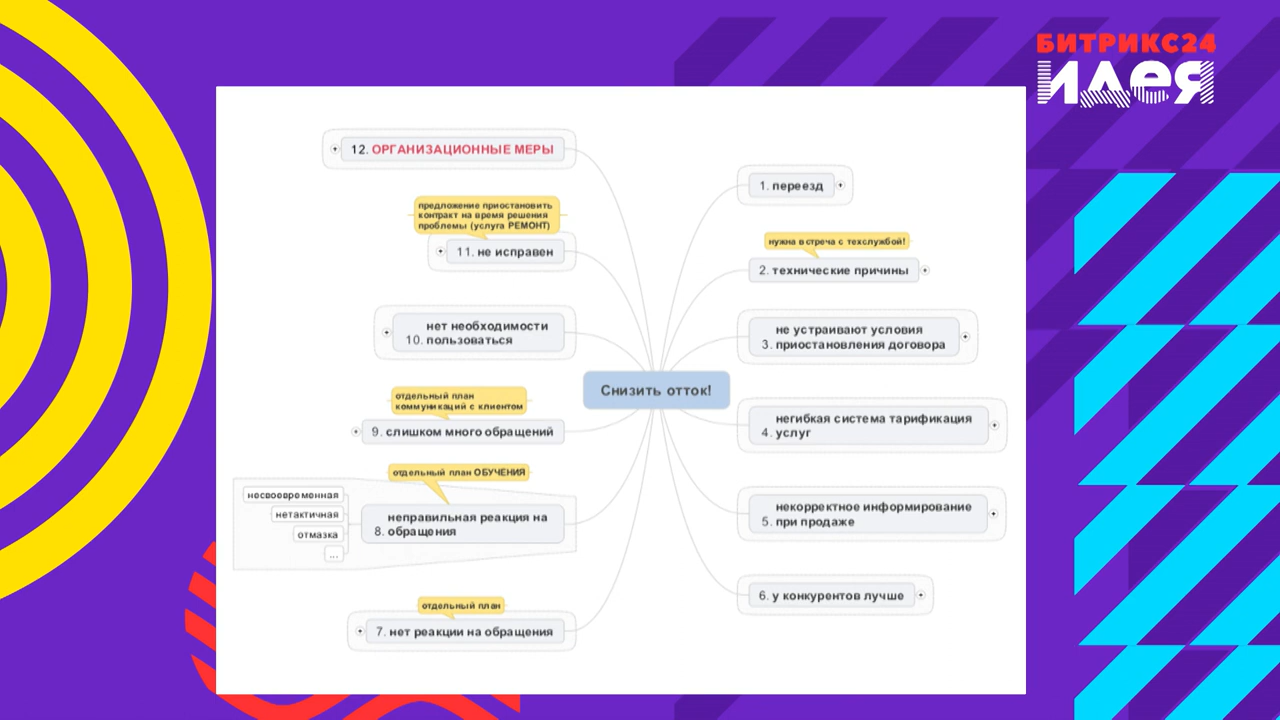 БИТРИКС24
идея
12. ОРГАНИЗАЦИОННЫЕ МЕРЫ
предложение приостановить
контракт на время решения
проблемы (услуга РЕМОНТ)
11. не исправен
нет необходимости
10. пользоваться
отдельный план
коммуникаций с клиентом
9. слишком много обращений
отдельный план ОБУЧЕНИЯ
неправильная реакция на
8. обращения
несвоевременная
нетактичная
отмазка
...
отдельный план
7. нет реакции на обращения
Снизить отток!
1. переезд
нужна встреча с техслужбой!
2. технические причины
не устраивают условия
3. приостановления договора
негибкая система тарификация
4. услуг
некорректное информирование
5. при продаже
6. у конкурентов лучше